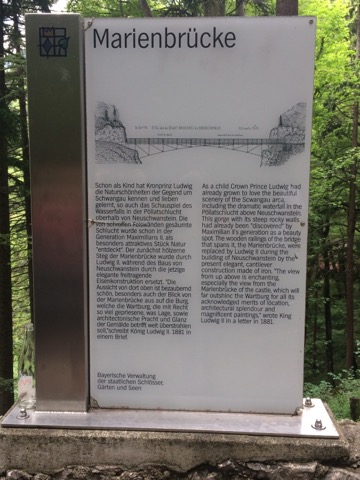 Marienbrücke
Schon als Kind hat Kronprinz Ludwig
die Naturschönheiten der Gegend um
Schwangau kennen und lieben
gelernt, so auch das Schauspiel des
Wasserfalls in der Pöllatschlucht
oberhalb von Neuschwanstein. Die
von schroffen Felswänden gesäumte
Schlucht wurde schon in der
Generation Maximilians II. als
besonders attraktives Stück Natur
"entdeckt". Der zunächst hölzerne
Steg der Marienbrücke wurde durch
Ludwig II. während des Baus von
Neuschwanstein durch die jetzige
elegante freitragende
Eisenkonstruktion ersetzt. "Die
Aussicht von dort oben ist bezaubernd
schön, besonders auch der Blick von
der Marienbrücke aus auf die Burg,
welche die Wartburg, die mit Recht
so viel gepriesene, was Lage, sowie
architectonische Pracht und Glanz
der Gemälde betrifft weit überstrahlen
soll," schreibt König Ludwig II. 1881 in
einem Brief.
As a child Crown Prince Ludwig had
already grown to love the beautiful
scenery of the Scwangau area,
including the dramatic waterfall in the
Pöllatschlucht above Neuschwanstein.
This gorge with its steep rocky walls
had already been "discovered" by
Maximilian II's generation as a beauty
spot. The wooden railings of the bridge
that spans it, the Marienbrücke, were
replaced by Ludwig II during the
building of Neuschwanstein by the
present elegant, cantilever
construction made of iron. "The view
from up above is enchanting,
especially the view from the
Marienbrücke of the castle, which will
far outshine the Wartburg for all its
acknowledged merits of location,
architectural splendour and
magnificent paintings," wrote King
Ludwig II in a letter in 1881.
Bayerische Verwaltung
der staatlichen Schlösser,
Gärten und Seen